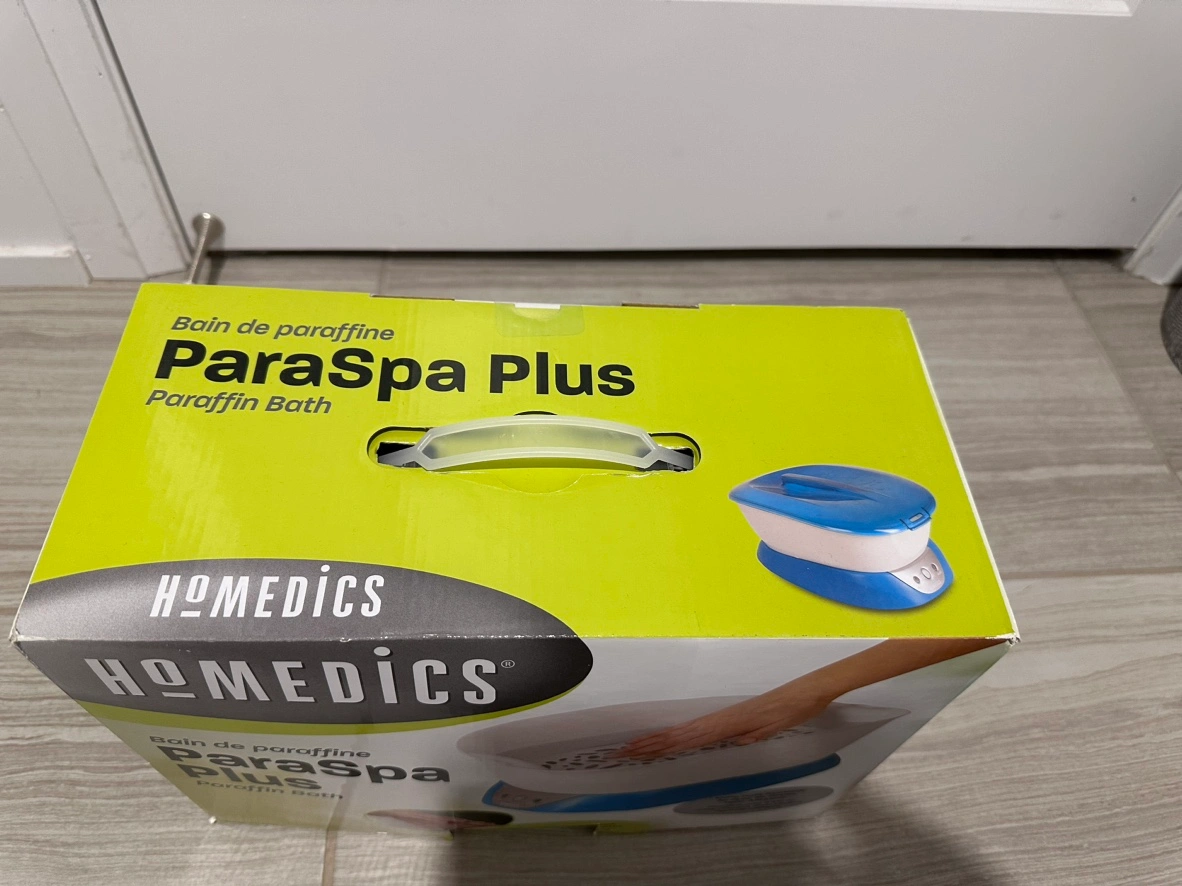 Bain de paraffine
ParaSpa Plus
Paraffin Bath
HoMEDiCS
HoMEDiCS®
Bain de paraffine
ParaSpa
Plus
Paraffin Bath